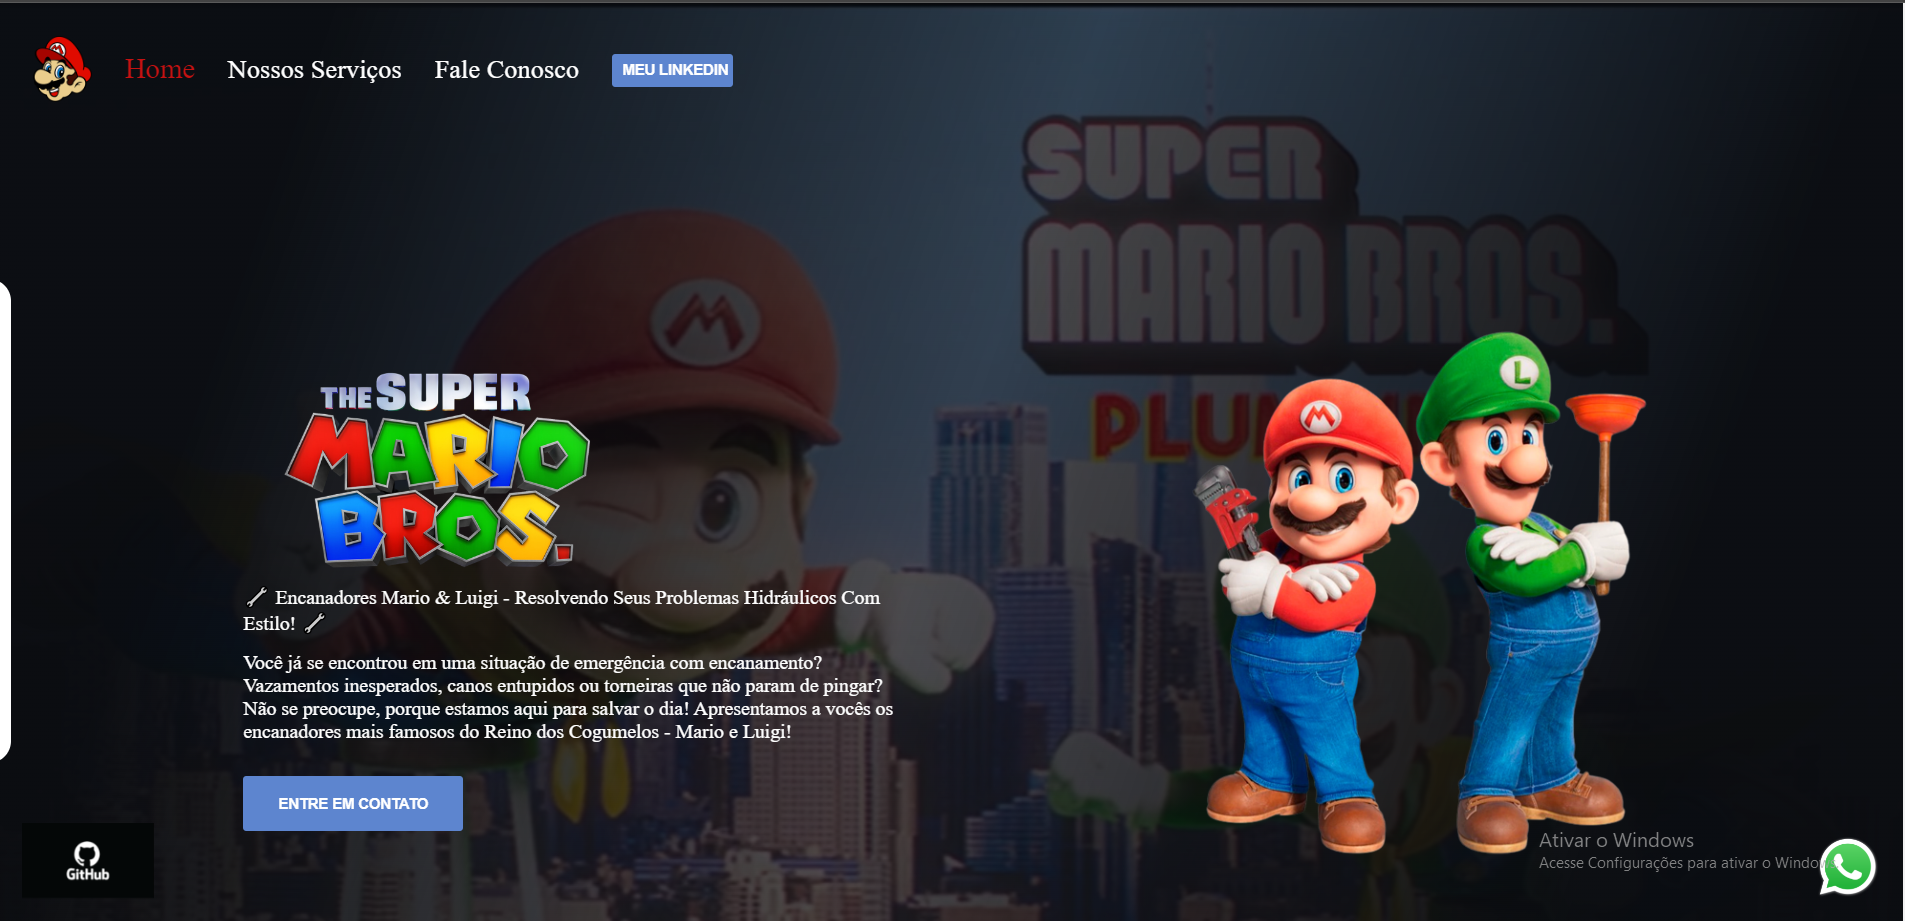 Home Nossos Serviços Fale Conosco MEU LINKEDIN
SUPER
MARIO BROS.
THE SUPER
MARIO
BROS.
M
L
M
🔧 Encanadores Mario & Luigi - Resolvendo Seus Problemas Hidráulicos Com
Estilo! 🔧
Você já se encontrou em uma situação de emergência com encanamento?
Vazamentos inesperados, canos entupidos ou torneiras que não param de pingar?
Não se preocupe, porque estamos aqui para salvar o dia! Apresentamos a vocês os
encanadores mais famosos do Reino dos Cogumelos - Mario e Luigi!
ENTRE EM CONTATO
GitHub
Ativar o Windows
Acesse Configurações para ativar o